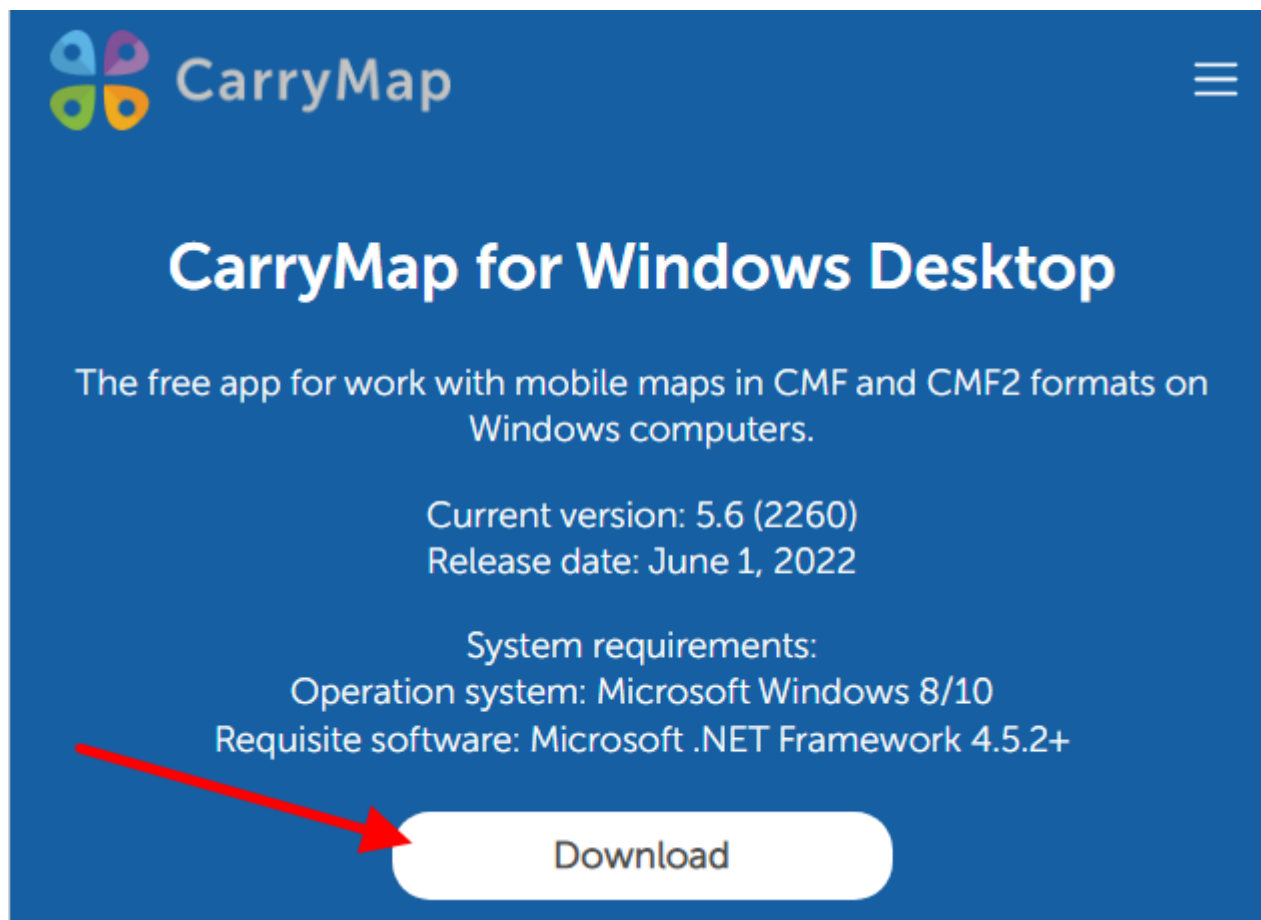 CarryMap
CarryMap for Windows Desktop
The free app for work with mobile maps in CMF and CMF2 formats on
Windows computers.
Current version: 5.6 (2260)
Release date: June 1, 2022
System requirements:
Operation system: Microsoft Windows 8/10
Requisite software: Microsoft .NET Framework 4.5.2+
Download